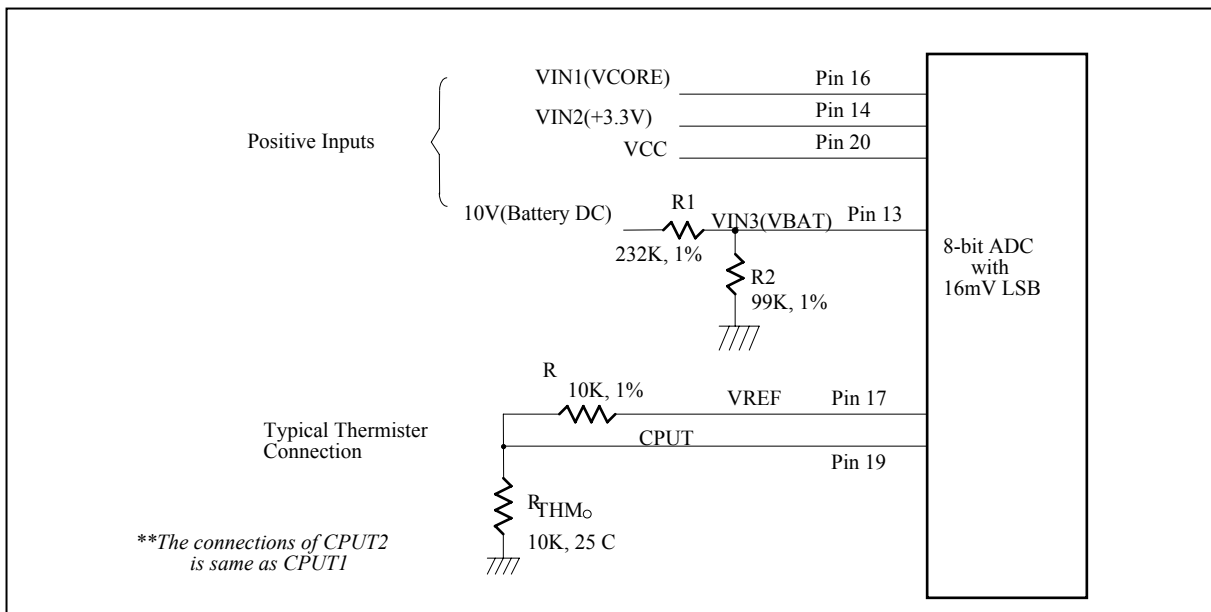 VIN1(VCORE)
Pin 16
VIN2(+3.3V)
Pin 14
Positive Inputs
VCC
Pin 20
10V(Battery DC)
R1
VIN3(VBAT)
Pin 13
232K, 1%
R2
99K, 1%
8-bit ADC
with
16mV LSB
R
10K, 1%
VREF
Pin 17
Typical Thermister
Connection
CPUT
Pin 19
RTHM
10K, 25 C
**The connections of CPUT2
is same as CPUT1